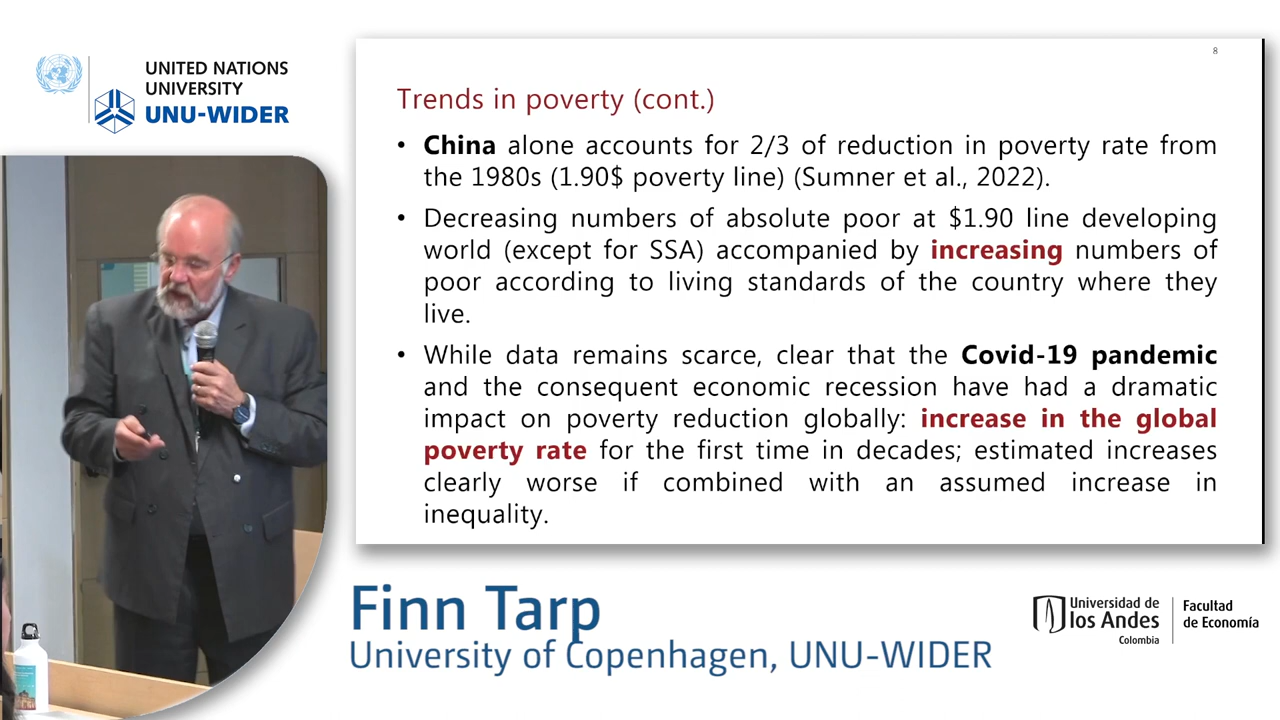 UNITED NATIONS
UNIVERSITY
UNU-WIDER
8
Trends in poverty (cont.)
• China alone accounts for 2/3 of reduction in poverty rate from
the 1980s (1.90$ poverty line) (Sumner et al., 2022).
• Decreasing numbers of absolute poor at $1.90 line developing
world (except for SSA) accompanied by increasing numbers of
poor according to living standards of the country where they
live.
• While data remains scarce, clear that the Covid-19 pandemic
and the consequent economic recession have had a dramatic
impact on poverty reduction globally: increase in the global
poverty rate for the first time in decades; estimated increases
clearly worse if combined with an assumed increase in
inequality.
Finn Tarp
University of Copenhagen, UNU-WIDER
Universidad de
los Andes
Colombia
Facultad
de Economía